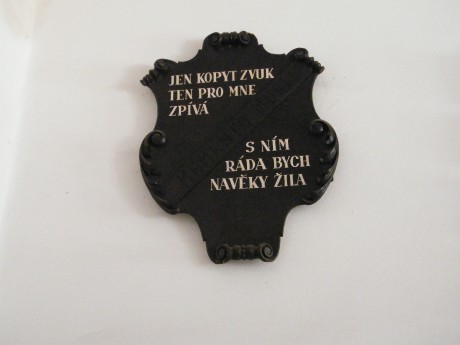 JEN KOPYT ZVUK
TEN PRO MNE
ZPÍVÁ
S NÍM
RÁDA BYCH
NAVĚKY ŽILA